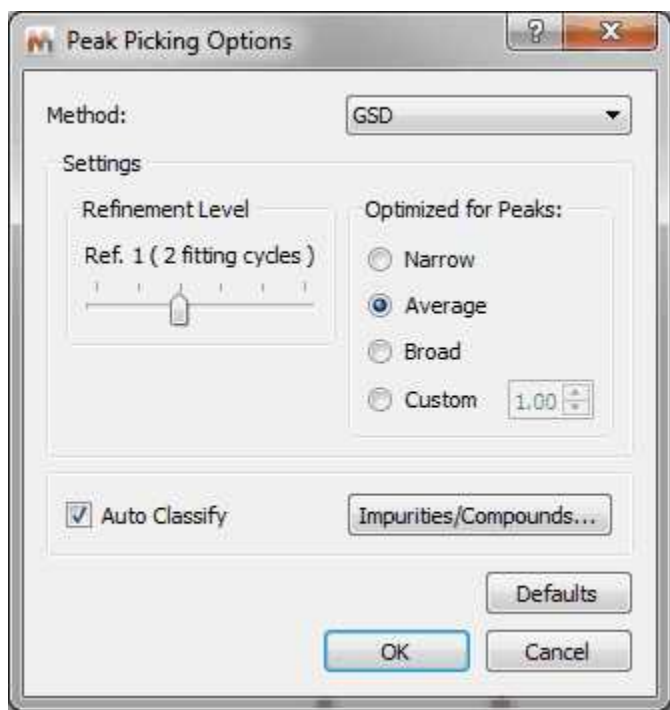 Peak Picking Options
Method: GSD
Settings
Refinement Level
Ref. 1 ( 2 fitting cycles )
Optimized for Peaks:
Narrow
Average
Broad
Custom 1.00
Auto Classify Impurities/Compounds...
Defaults
OK Cancel